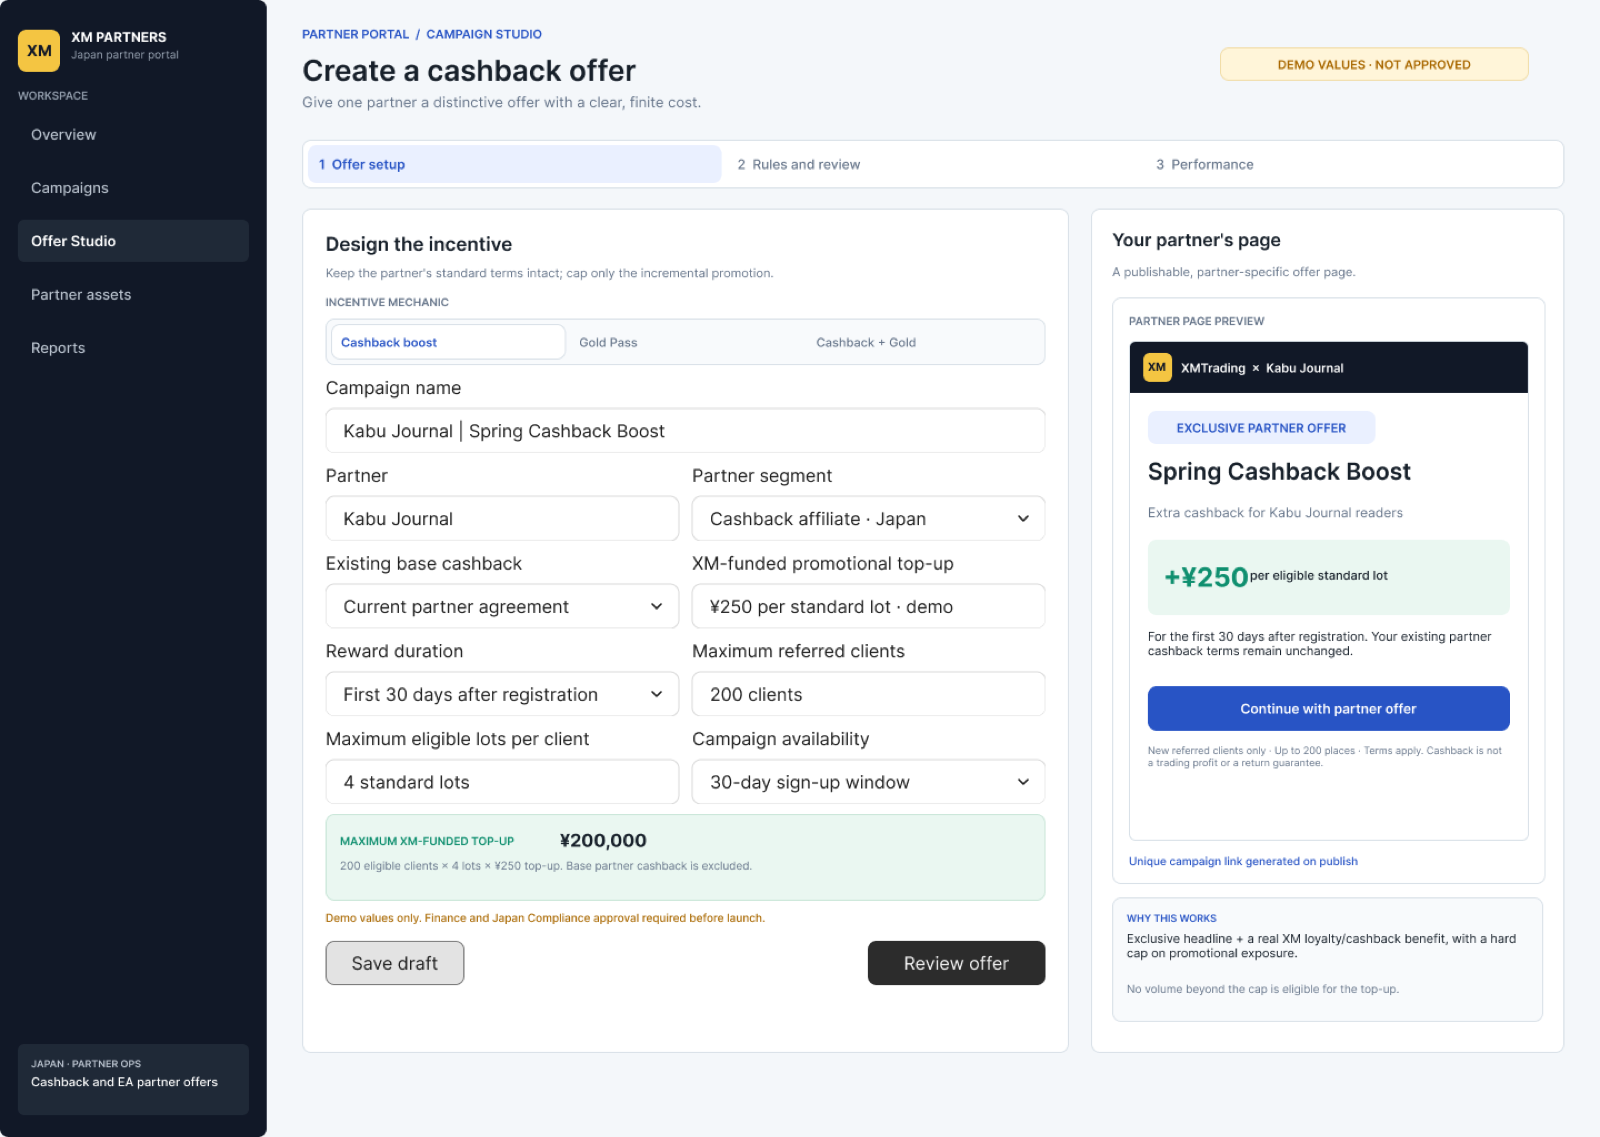 XM
XM PARTNERS
Japan partner portal
WORKSPACE
Overview
Campaigns
Offer Studio
Partner assets
Reports
JAPAN · PARTNER OPS
Cashback and EA partner offers
PARTNER PORTAL / CAMPAIGN STUDIO
Create a cashback offer
Give one partner a distinctive offer with a clear, finite cost.
DEMO VALUES · NOT APPROVED
1 Offer setup
2 Rules and review
3 Performance
Design the incentive
Keep the partner's standard terms intact; cap only the incremental promotion.
INCENTIVE MECHANIC
Cashback boost
Gold Pass
Cashback + Gold
Campaign name
Kabu Journal | Spring Cashback Boost
Partner
Partner segment
Kabu Journal
Cashback affiliate · Japan
Existing base cashback
XM-funded promotional top-up
Current partner agreement
¥250 per standard lot · demo
Reward duration
Maximum referred clients
First 30 days after registration
200 clients
Maximum eligible lots per client
Campaign availability
4 standard lots
30-day sign-up window
MAXIMUM XM-FUNDED TOP-UP
¥200,000
200 eligible clients × 4 lots × ¥250 top-up. Base partner cashback is excluded.
Demo values only. Finance and Japan Compliance approval required before launch.
Save draft
Review offer
Your partner's page
A publishable, partner-specific offer page.
PARTNER PAGE PREVIEW
XM
XMTrading × Kabu Journal
EXCLUSIVE PARTNER OFFER
Spring Cashback Boost
Extra cashback for Kabu Journal readers
+¥250 per eligible standard lot
For the first 30 days after registration. Your existing partner
cashback terms remain unchanged.
Continue with partner offer
New referred clients only · Up to 200 places · Terms apply. Cashback is not
a trading profit or a return guarantee.
Unique campaign link generated on publish
WHY THIS WORKS
Exclusive headline + a real XM loyalty/cashback benefit, with a hard
cap on promotional exposure.
No volume beyond the cap is eligible for the top-up.